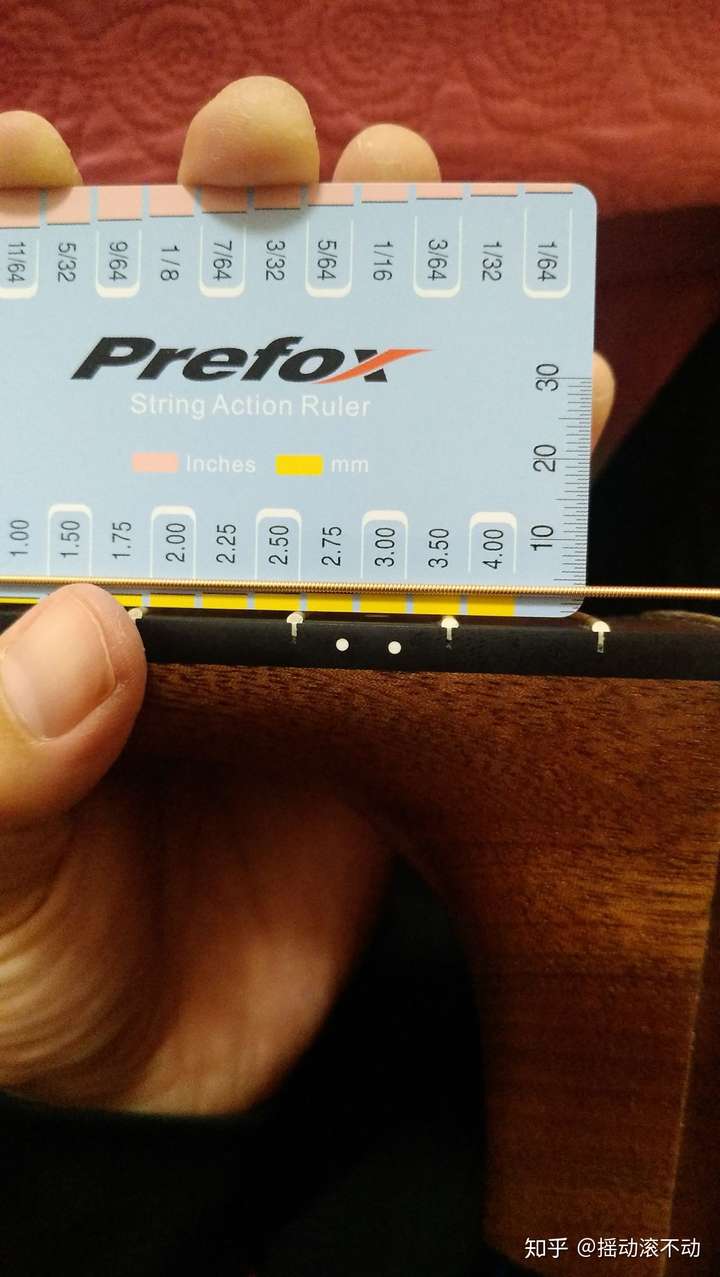 11/64 5/32 9/64 1/8 7/64 3/32 5/64 1/16 3/64 1/32 1/64
Prefox
String Action Ruler
Inches mm
30
20
10
1.00 1.50 1.75 2.00 2.25 2.50 2.75 3.00 3.50 4.00
知乎 @摇动滚不动